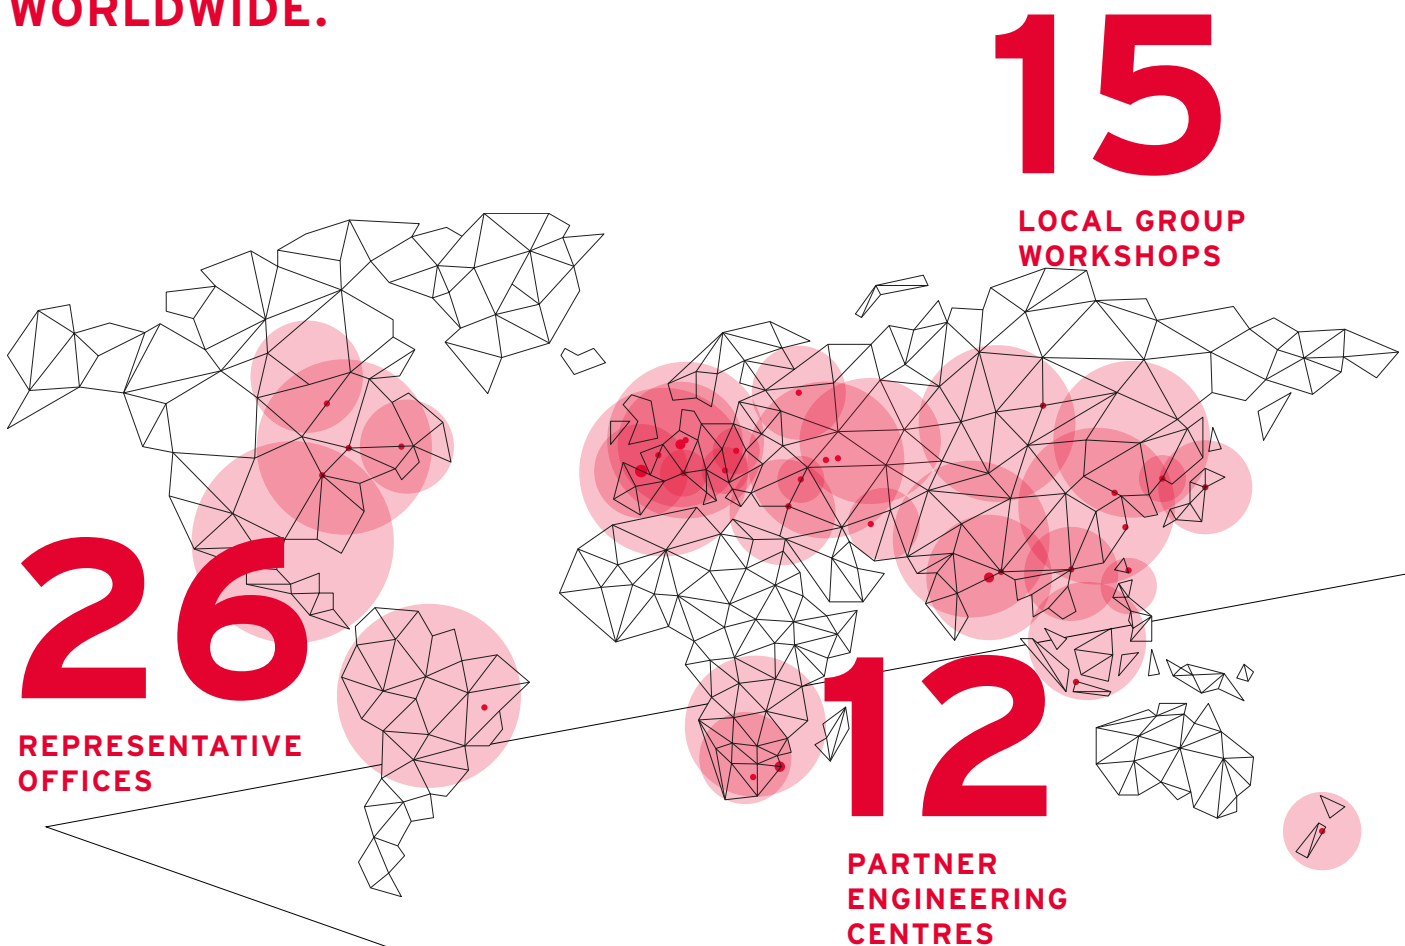 WORLDWIDE.
15
LOCAL GROUP
WORKSHOPS
26
REPRESENTATIVE
OFFICES
12
PARTNER
ENGINEERING
CENTRES